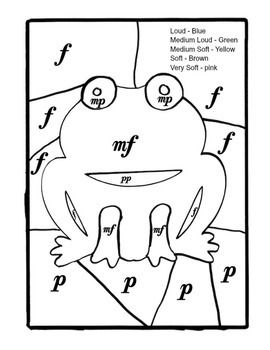 Loud - Blue
Medium Loud - Green
Medium Soft - Yellow
Soft - Brown
Very Soft - pink
f
mp mp
f f
mf
f f
pp
mf mf
p p p p